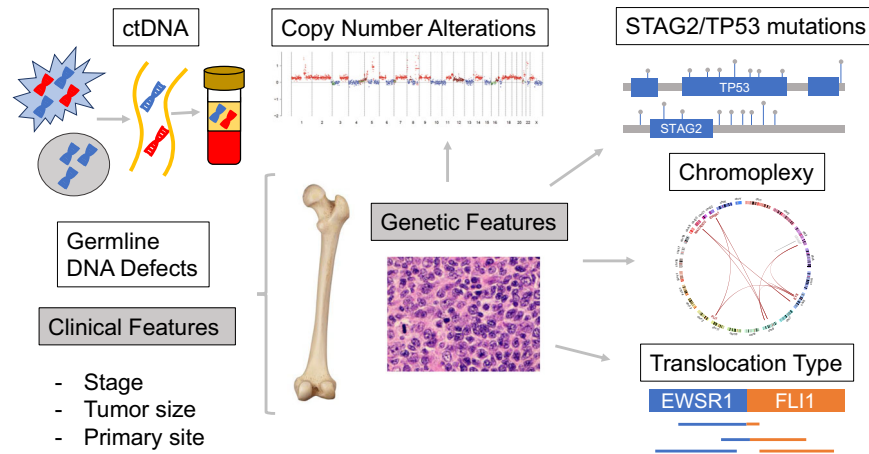 ctDNA
Copy Number Alterations
STAG2/TP53 mutations
TP53
STAG2
Chromoplexy
Genetic Features
Germline
DNA Defects
Clinical Features
- Stage
- Tumor size
- Primary site
Translocation Type
EWSR1
FLI1